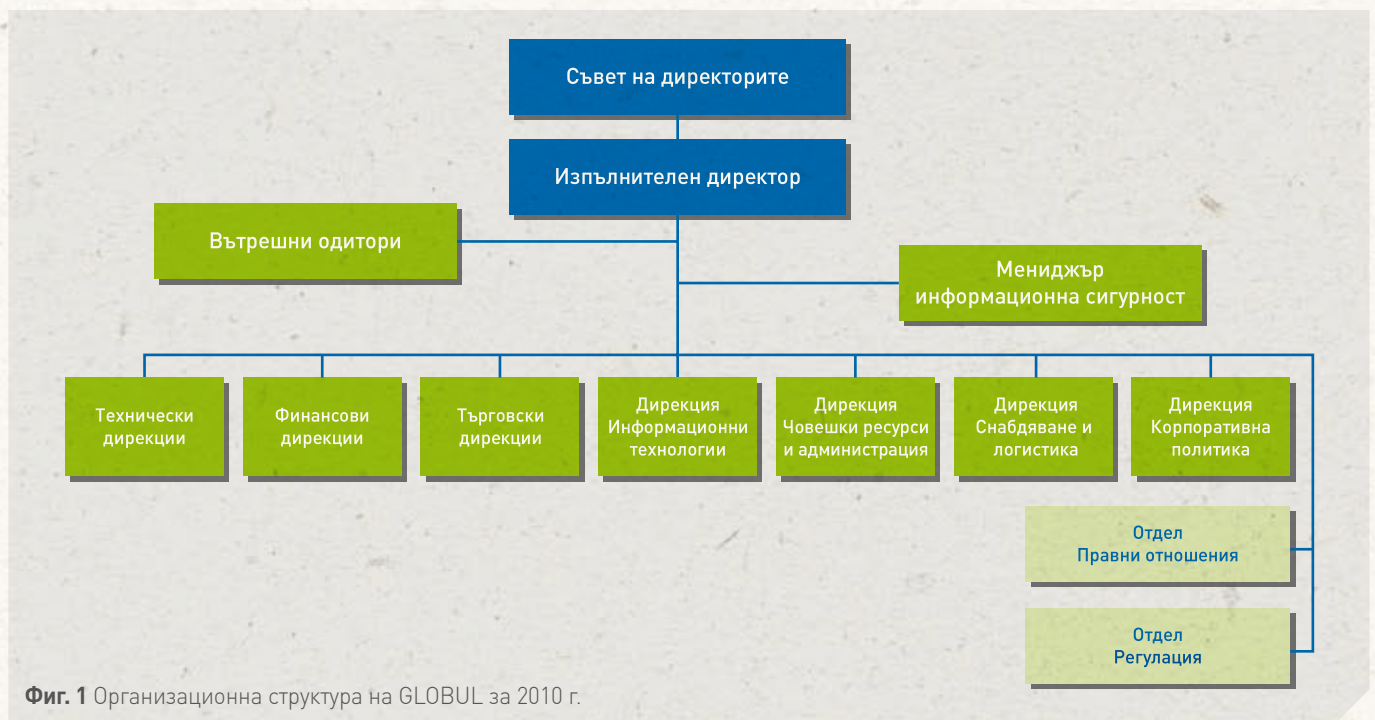 Съвет на директорите
Изпълнителен директор
Вътрешни одитори
Мениджър
информационна сигурност
Технически
дирекции
Финансови
дирекции
Търговски
дирекции
Дирекция
Информационни
технологии
Дирекция
Човешки ресурси
и администрация
Дирекция
Снабдяване и
логистика
Дирекция
Корпоративна
политика
Отдел
Правни отношения
Отдел
Регулация
Фиг. 1 Организационна структура на GLOBUL за 2010 г.